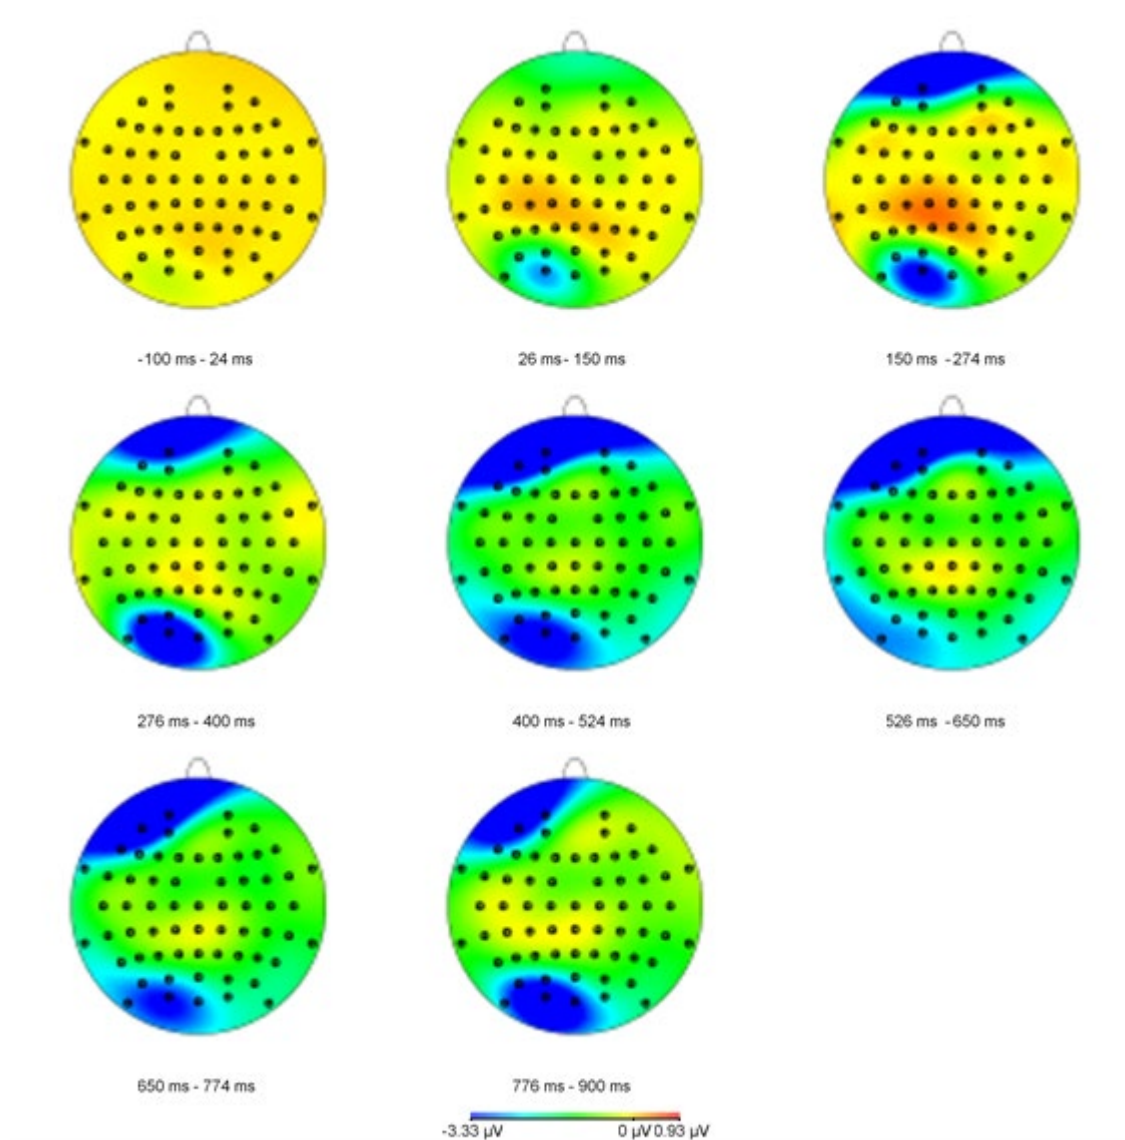 -100 ms - 24 ms
26 ms - 150 ms
150 ms - 274 ms
276 ms - 400 ms
400 ms - 524 ms
526 ms - 650 ms
650 ms - 774 ms
776 ms - 900 ms
-3.33 µV 0 µV 0.93 µV